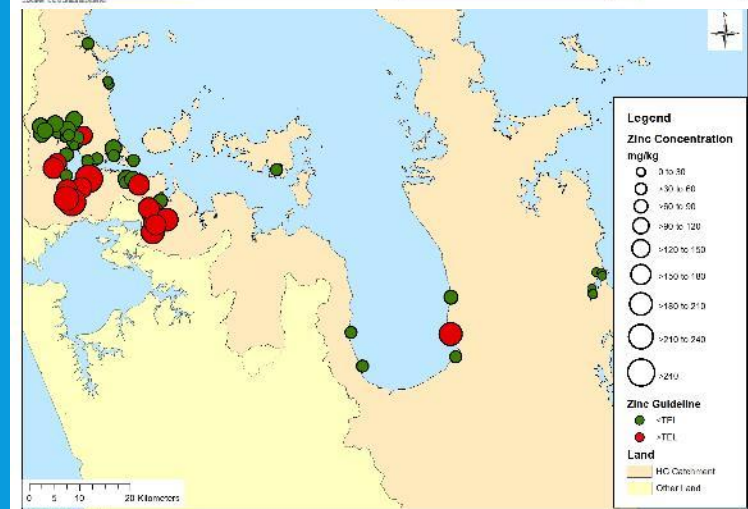 Legend
Zinc Concentration
mg/kg
0 to 30
>30 to 60
>60 to 90
>90 to 120
>120 to 150
>150 to 180
>180 to 210
>210 to 240
>240
Zinc Guideline
<TEL
>TEL
Land
HG Catchment
Other Land
0 5 10 20 Kilometers